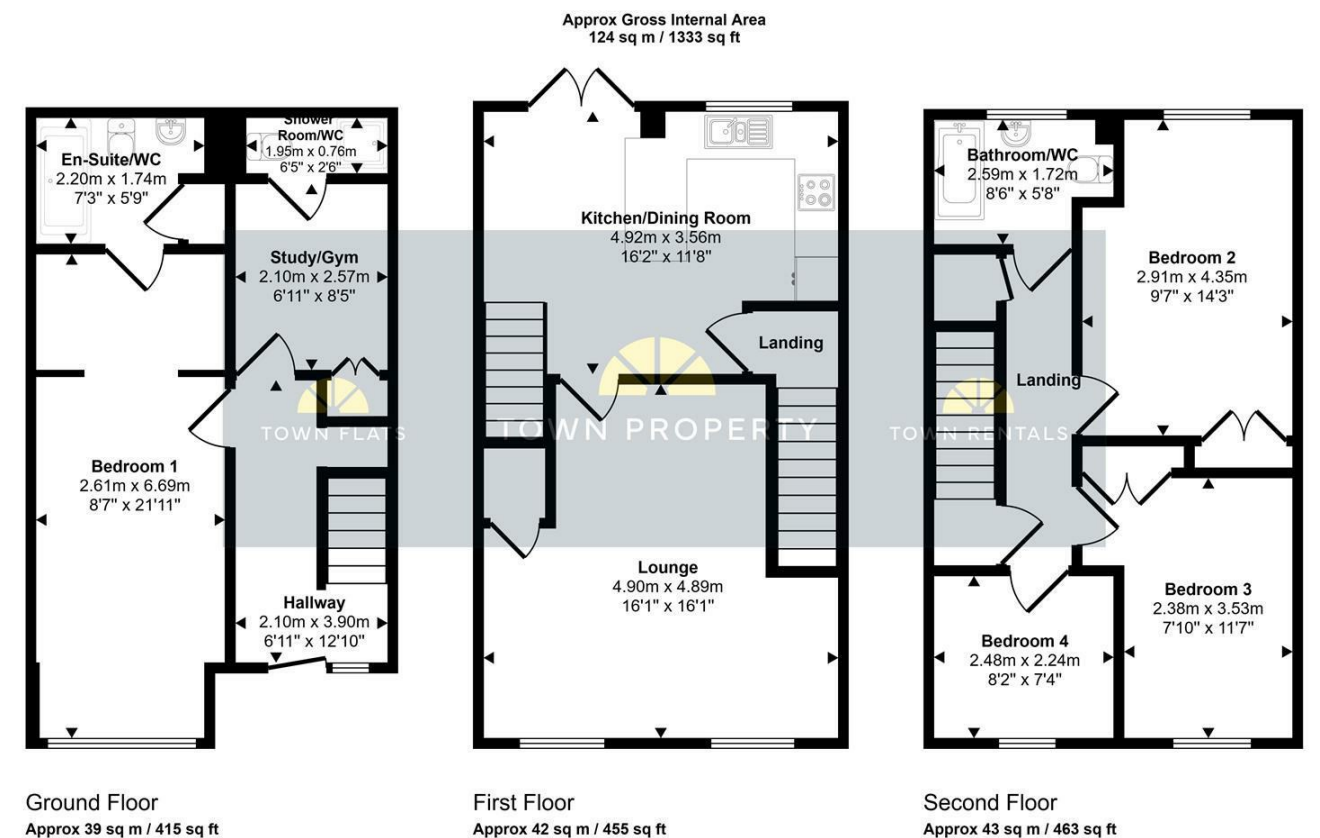 Approx Gross Internal Area
124 sq m / 1333 sq ft
En-Suite/WC
2.20m x 1.74m
7'3" x 5'9"
Shower
Room/WC
1.95m x 0.76m
6'5" x 2'6"
Study/Gym
2.10m x 2.57m
6'11" x 8'5"
TOWN FLATS
Bedroom 1
2.61m x 6.69m
8'7" x 21'11"
Hallway
2.10m x 3.90m
6'11" x 12'10"
Ground Floor
Approx 39 sq m / 415 sq ft
Kitchen/Dining Room
4.92m x 3.56m
16'2" x 11'8"
Landing
TOWN PROPERTY
Lounge
4.90m x 4.89m
16'1" x 16'1"
First Floor
Approx 42 sq m / 455 sq ft
Bathroom/WC
2.59m x 1.72m
8'6" x 5'8"
Bedroom 2
2.91m x 4.35m
9'7" x 14'3"
Landing
TOWN RENTALS
Bedroom 3
2.38m x 3.53m
7'10" x 11'7"
Bedroom 4
2.48m x 2.24m
8'2" x 7'4"
Second Floor
Approx 43 sq m / 463 sq ft